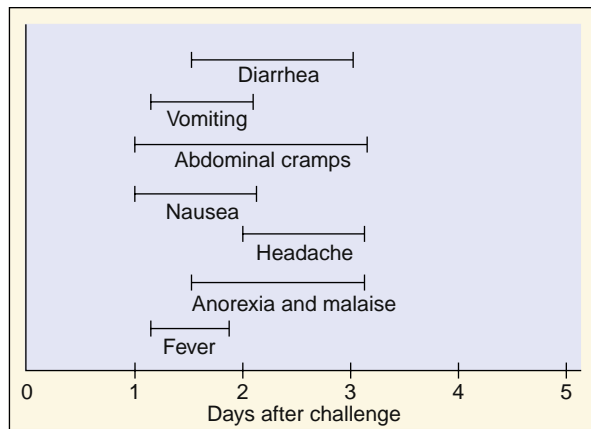 Diarrhea
Vomiting
Abdominal cramps
Nausea
Headache
Anorexia and malaise
Fever
0 1 2 3 4 5
Days after challenge